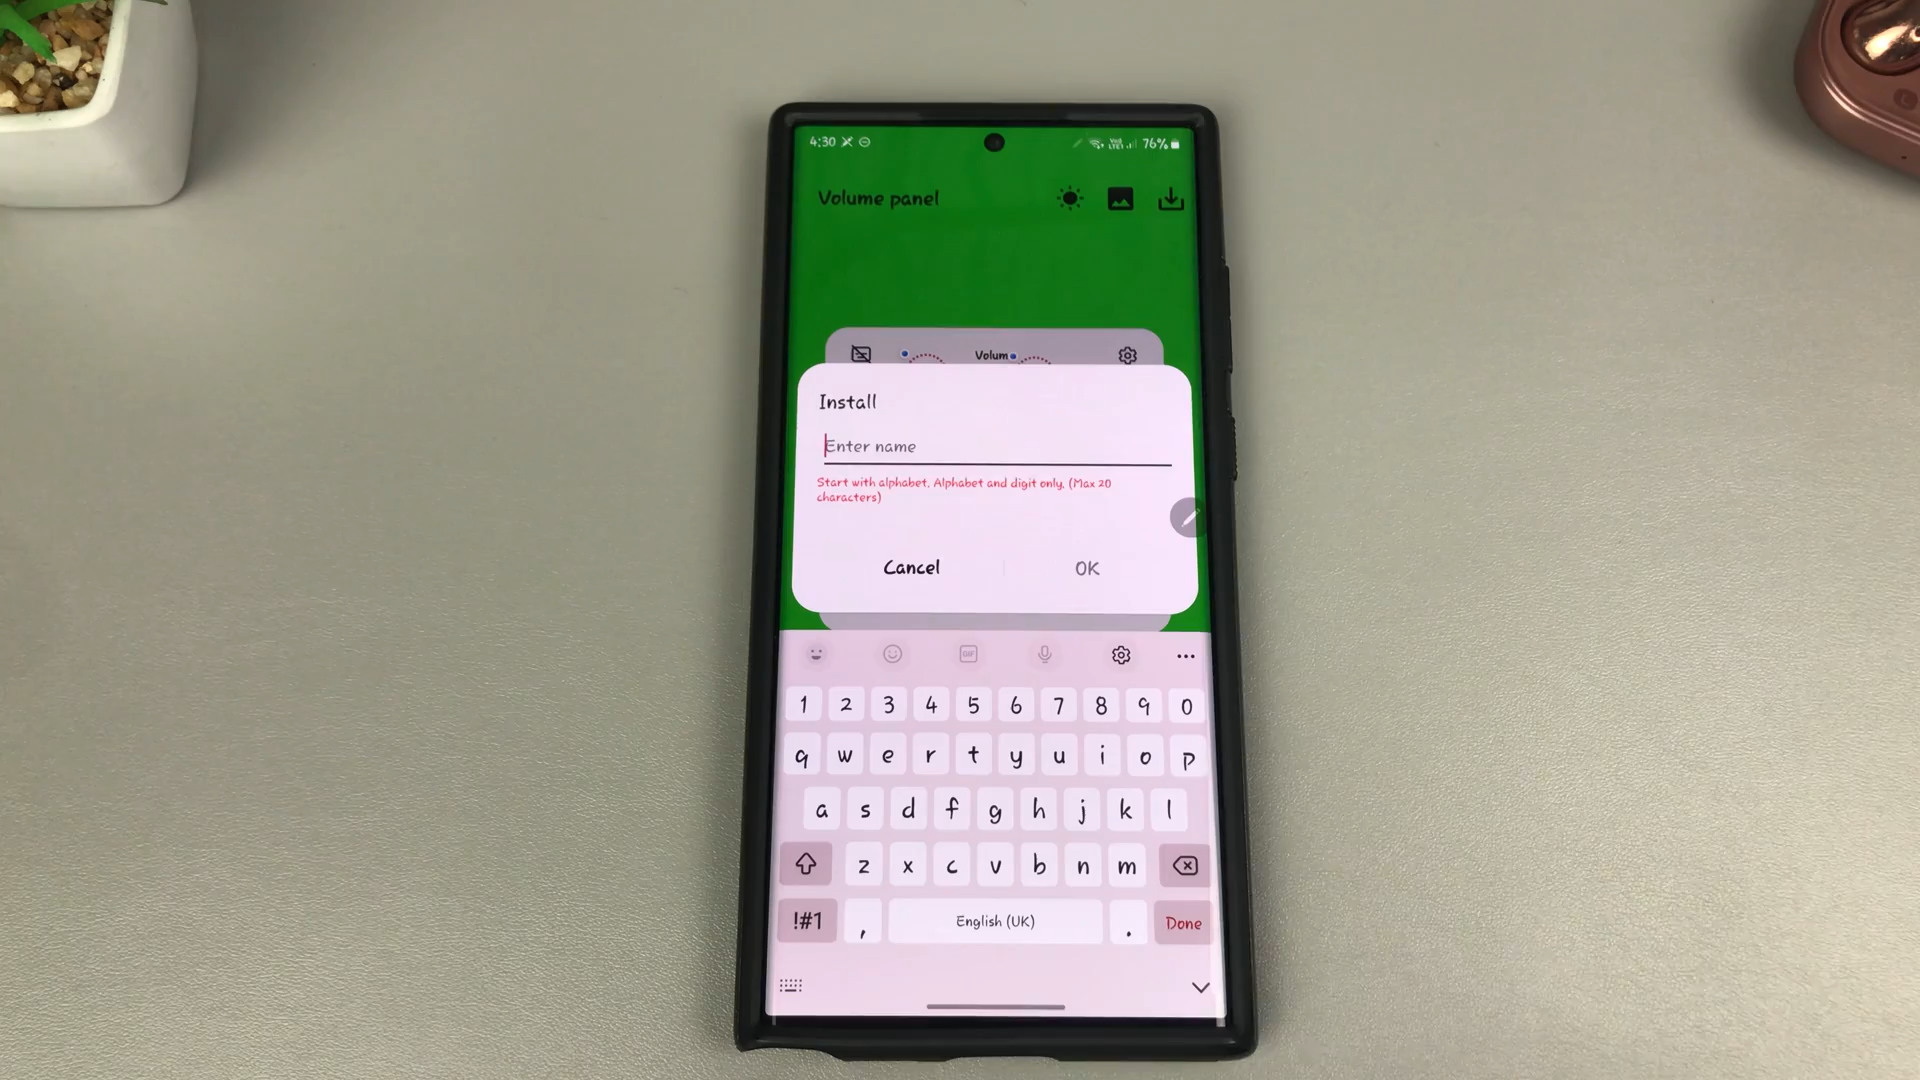 4:30 76%
Volume panel
Volum
Install
Enter name
Start with alphabet. Alphabet and digit only. (Max 20
characters)
Cancel OK
GIF
1 2 3 4 5 6 7 8 9 0
q w e r t y u i o p
a s d f g h j k l
z x c v b n m
!#1 , English (UK) . Done